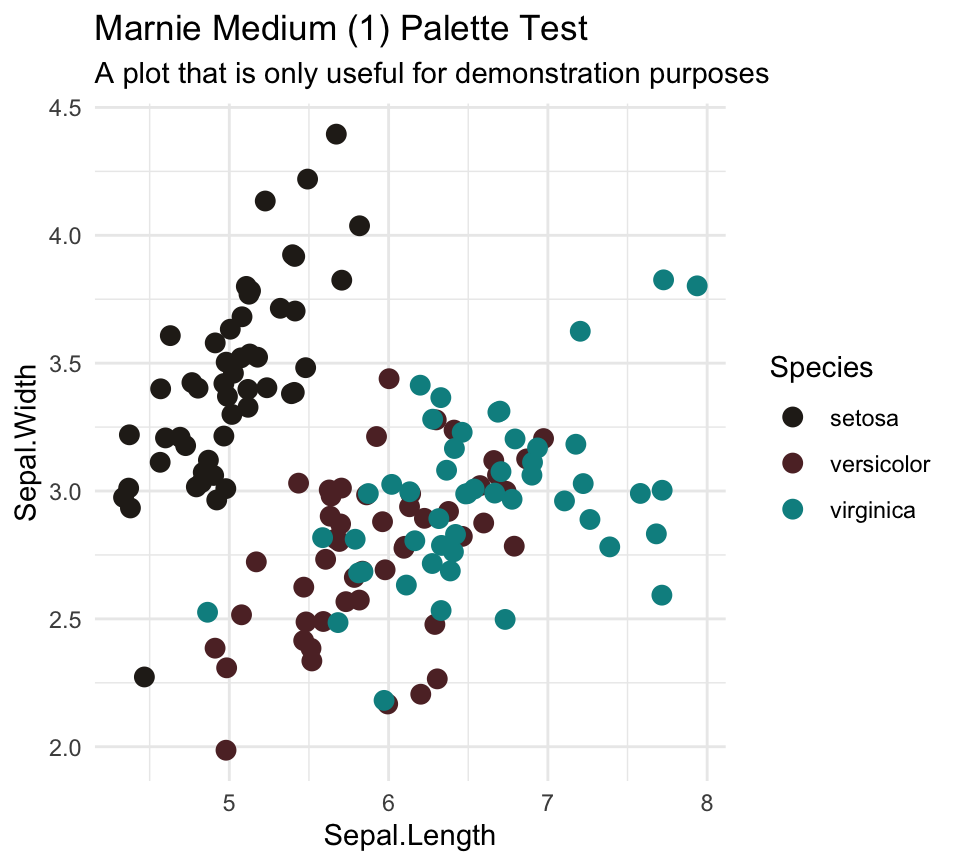 Marnie Medium (1) Palette Test
A plot that is only useful for demonstration purposes
4.5
4.0
3.5
3.0
2.5
2.0
Sepal.Width
5 6 7 8
Sepal.Length
Species
setosa
versicolor
virginica